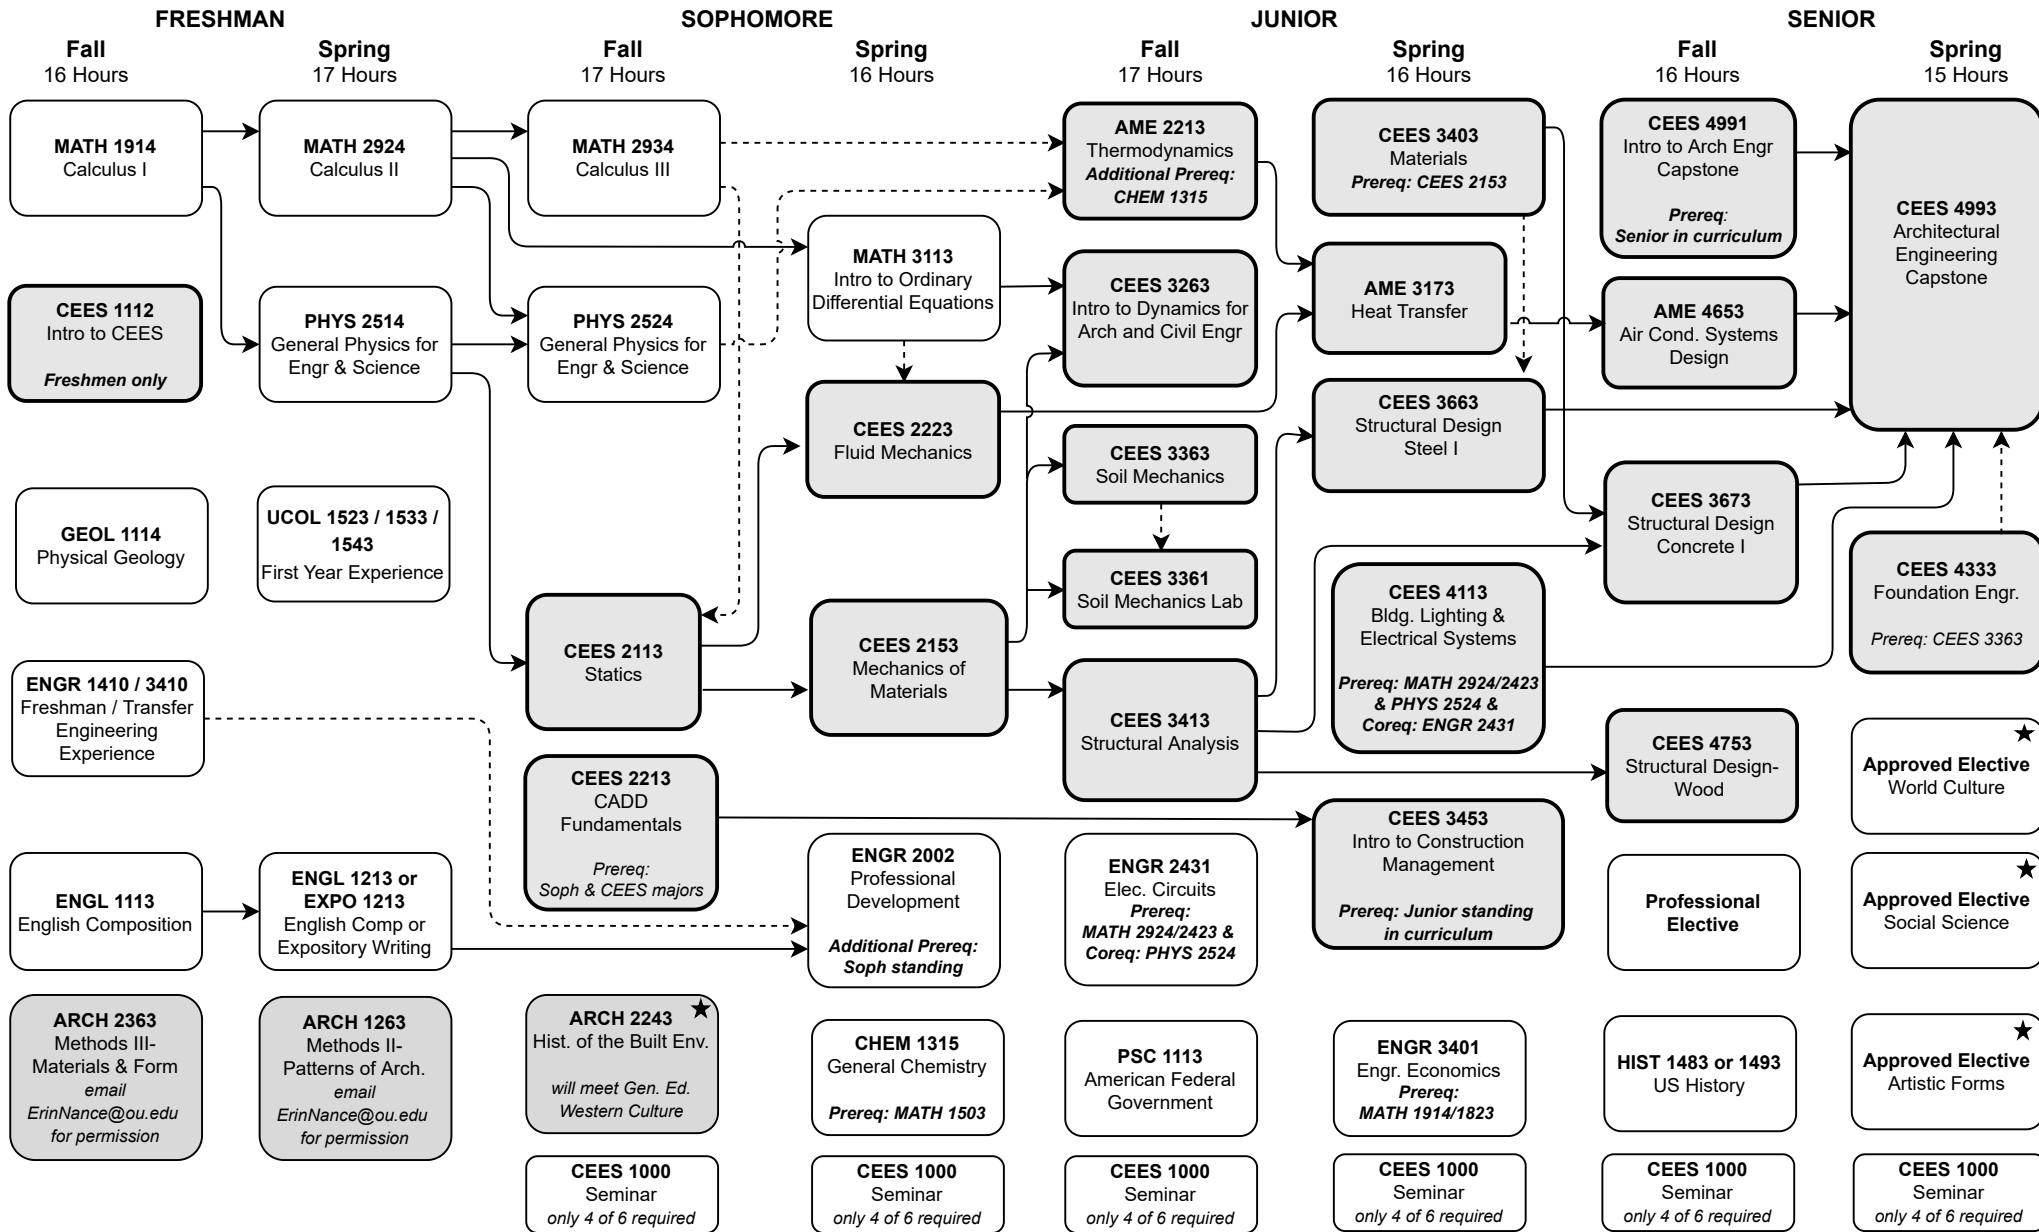 FRESHMAN
SOPHOMORE
JUNIOR
SENIOR
Fall
16 Hours
Spring
17 Hours
Fall
17 Hours
Spring
16 Hours
Fall
17 Hours
Spring
16 Hours
Fall
16 Hours
Spring
15 Hours
MATH 1914
Calculus I
CEES 1112
Intro to CEES
Freshmen only
GEOL 1114
Physical Geology
ENGR 1410 / 3410
Freshman / Transfer
Engineering
Experience
ENGL 1113
English Composition
ARCH 2363
Methods III-
Materials & Form
email
ErinNance@ou.edu
for permission
MATH 2924
Calculus II
PHYS 2514
General Physics for
Engr & Science
UCOL 1523 / 1533 /
1543
First Year Experience
ENGL 1213 or
EXPO 1213
English Comp or
Expository Writing
ARCH 1263
Methods II-
Patterns of Arch.
email
ErinNance@ou.edu
for permission
MATH 2934
Calculus III
PHYS 2524
General Physics for
Engr & Science
CEES 2113
Statics
CEES 2213
CADD
Fundamentals
Prereq:
Soph & CEES majors
ARCH 2243
Hist. of the Built Env.
will meet Gen. Ed.
Western Culture
CEES 1000
Seminar
only 4 of 6 required
MATH 3113
Intro to Ordinary
Differential Equations
CEES 2223
Fluid Mechanics
CEES 2153
Mechanics of
Materials
ENGR 2002
Professional
Development
Additional Prereq:
Soph standing
CHEM 1315
General Chemistry
Prereq: MATH 1503
CEES 1000
Seminar
only 4 of 6 required
AME 2213
Thermodynamics
Additional Prereq:
CHEM 1315
CEES 3263
Intro to Dynamics for
Arch and Civil Engr
CEES 3363
Soil Mechanics
CEES 3361
Soil Mechanics Lab
CEES 3413
Structural Analysis
ENGR 2431
Elec. Circuits
Prereq:
MATH 2924/2423 &
Coreq: PHYS 2524
PSC 1113
American Federal
Government
CEES 1000
Seminar
only 4 of 6 required
CEES 3403
Materials
Prereq: CEES 2153
AME 3173
Heat Transfer
CEES 3663
Structural Design
Steel I
CEES 4113
Bldg. Lighting &
Electrical Systems
Prereq: MATH 2924/2423
& PHYS 2524 &
Coreq: ENGR 2431
CEES 3453
Intro to Construction
Management
Prereq: Junior standing
in curriculum
ENGR 3401
Engr. Economics
Prereq:
MATH 1914/1823
CEES 1000
Seminar
only 4 of 6 required
CEES 4991
Intro to Arch Engr
Capstone
Prereq:
Senior in curriculum
AME 4653
Air Cond. Systems
Design
CEES 3673
Structural Design
Concrete I
CEES 4753
Structural Design-
Wood
Professional
Elective
HIST 1483 or 1493
US History
CEES 1000
Seminar
only 4 of 6 required
CEES 4993
Architectural
Engineering
Capstone
CEES 4333
Foundation Engr.
Prereq: CEES 3363
Approved Elective
World Culture
Approved Elective
Social Science
Approved Elective
Artistic Forms
CEES 1000
Seminar
only 4 of 6 required